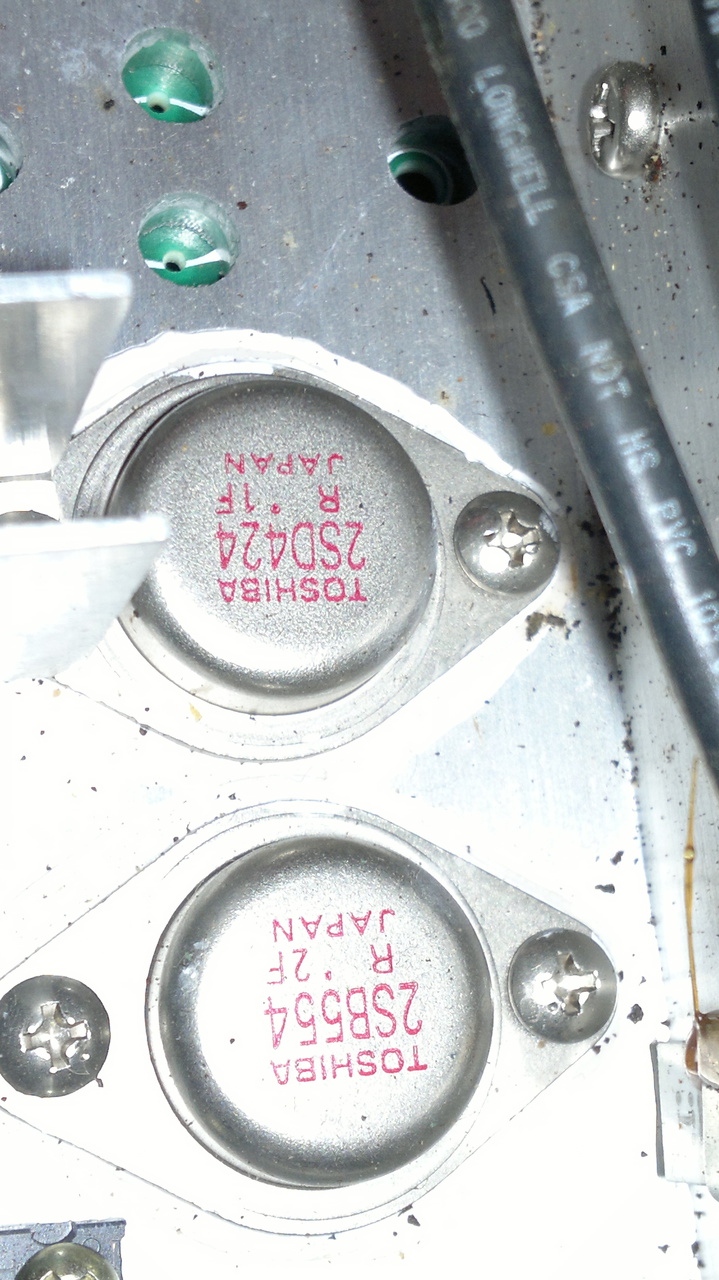 LONGWELL CSA NDT HS PVC
TOSHIBA
2SD424
R • 1F
JAPAN
TOSHIBA
2SB554
R • 2F
JAPAN